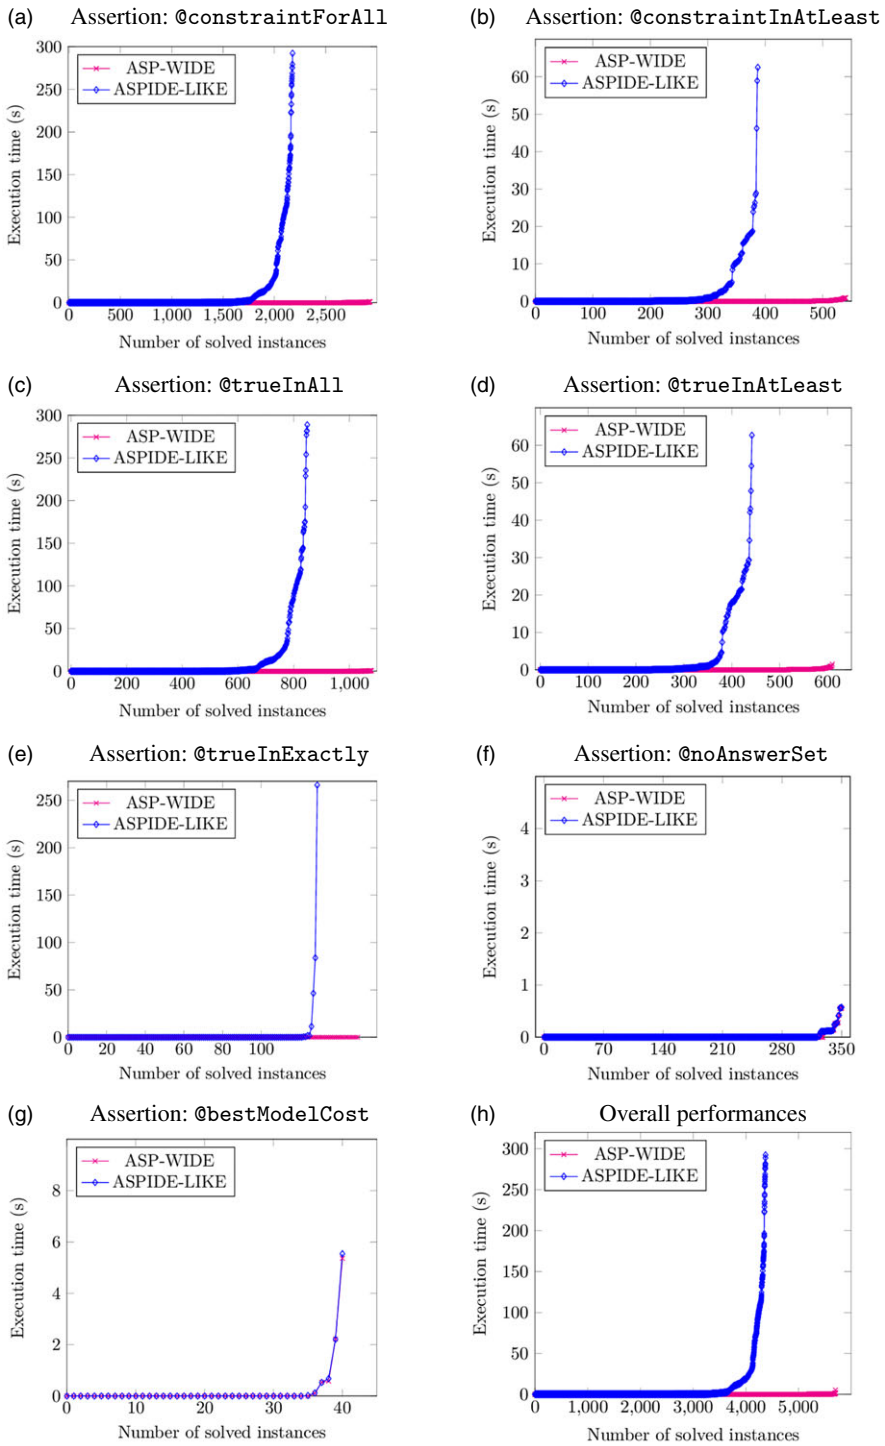 (a) Assertion: @constraintForAll
300
250
200
150
100
50
0
Execution time (s)
ASP-WIDE
ASPIDE-LIKE
0 500 1,000 1,500 2,000 2,500
Number of solved instances
(b) Assertion: @constraintInAtLeast
60
50
40
30
20
10
0
Execution time (s)
ASP-WIDE
ASPIDE-LIKE
0 100 200 300 400 500
Number of solved instances
(c) Assertion: @trueInAll
300
250
200
150
100
50
0
Execution time (s)
ASP-WIDE
ASPIDE-LIKE
0 200 400 600 800 1,000
Number of solved instances
(d) Assertion: @trueInAtLeast
60
50
40
30
20
10
0
Execution time (s)
ASP-WIDE
ASPIDE-LIKE
0 100 200 300 400 500 600
Number of solved instances
(e) Assertion: @trueInExactly
250
200
150
100
50
0
Execution time (s)
ASP-WIDE
ASPIDE-LIKE
0 20 40 60 80 100
Number of solved instances
(f) Assertion: @noAnswerSet
4
3
2
1
0
Execution time (s)
ASP-WIDE
ASPIDE-LIKE
0 70 140 210 280 350
Number of solved instances
(g) Assertion: @bestModelCost
8
6
4
2
0
Execution time (s)
ASP-WIDE
ASPIDE-LIKE
0 10 20 30 40
Number of solved instances
(h) Overall performances
300
250
200
150
100
50
0
Execution time (s)
ASP-WIDE
ASPIDE-LIKE
0 1,000 2,000 3,000 4,000 5,000
Number of solved instances